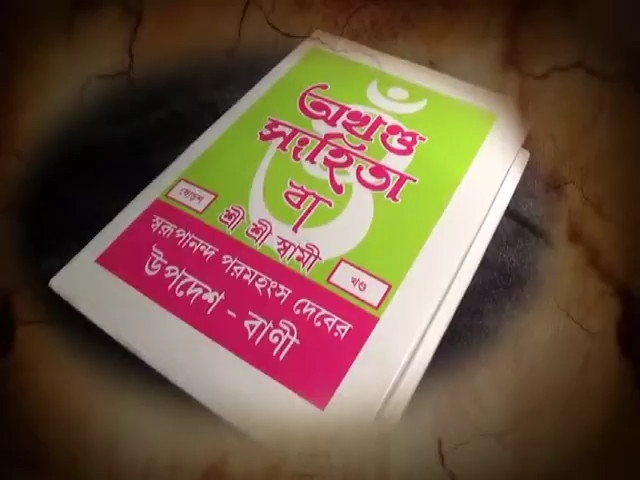 অখণ্ড
সংহিতা
বা
শ্রী শ্রী স্বামী
ষোড়শ
খণ্ড
স্বরূপানন্দ পরমহংস দেবের
উপদেশ - বাণী